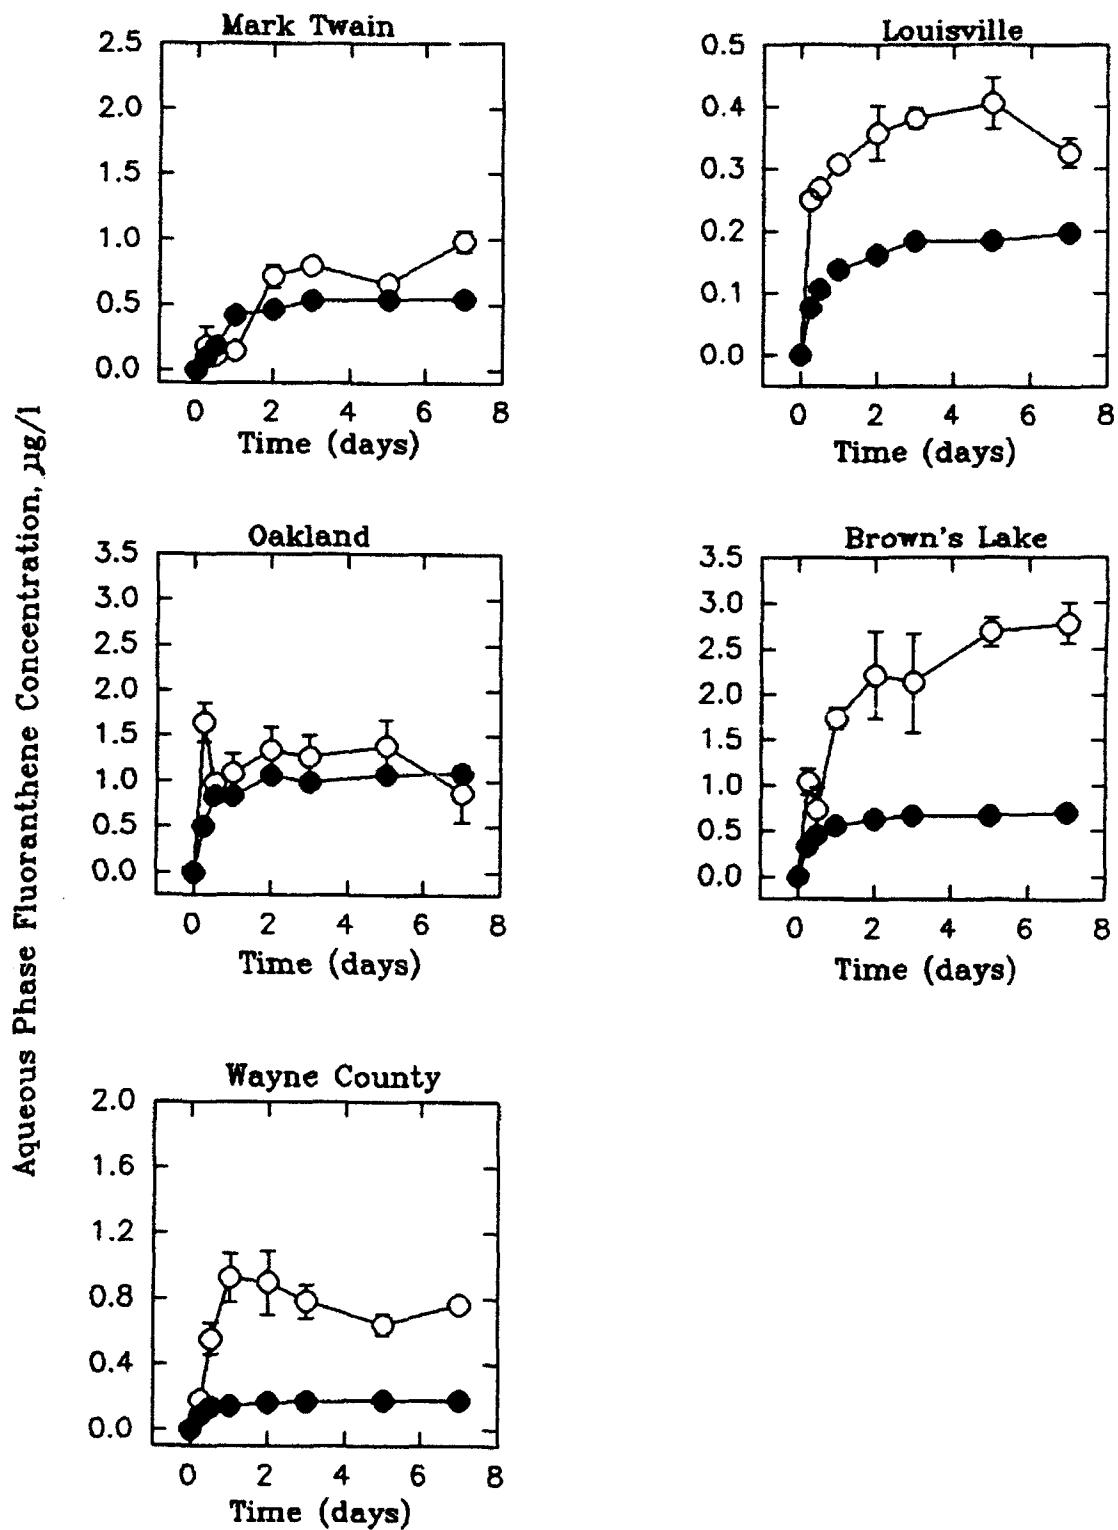 Aqueous Phase Fluoranthene Concentration, µg/l
Mark Twain
2.5
2.0
1.5
1.0
0.5
0.0
0 2 4 6 8
Time (days)
Louisville
0.5
0.4
0.3
0.2
0.1
0.0
0 2 4 6 8
Time (days)
Oakland
3.5
3.0
2.5
2.0
1.5
1.0
0.5
0.0
0 2 4 6 8
Time (days)
Brown's Lake
3.5
3.0
2.5
2.0
1.5
1.0
0.5
0.0
0 2 4 6 8
Time (days)
Wayne County
2.0
1.6
1.2
0.8
0.4
0.0
0 2 4 6 8
Time (days)